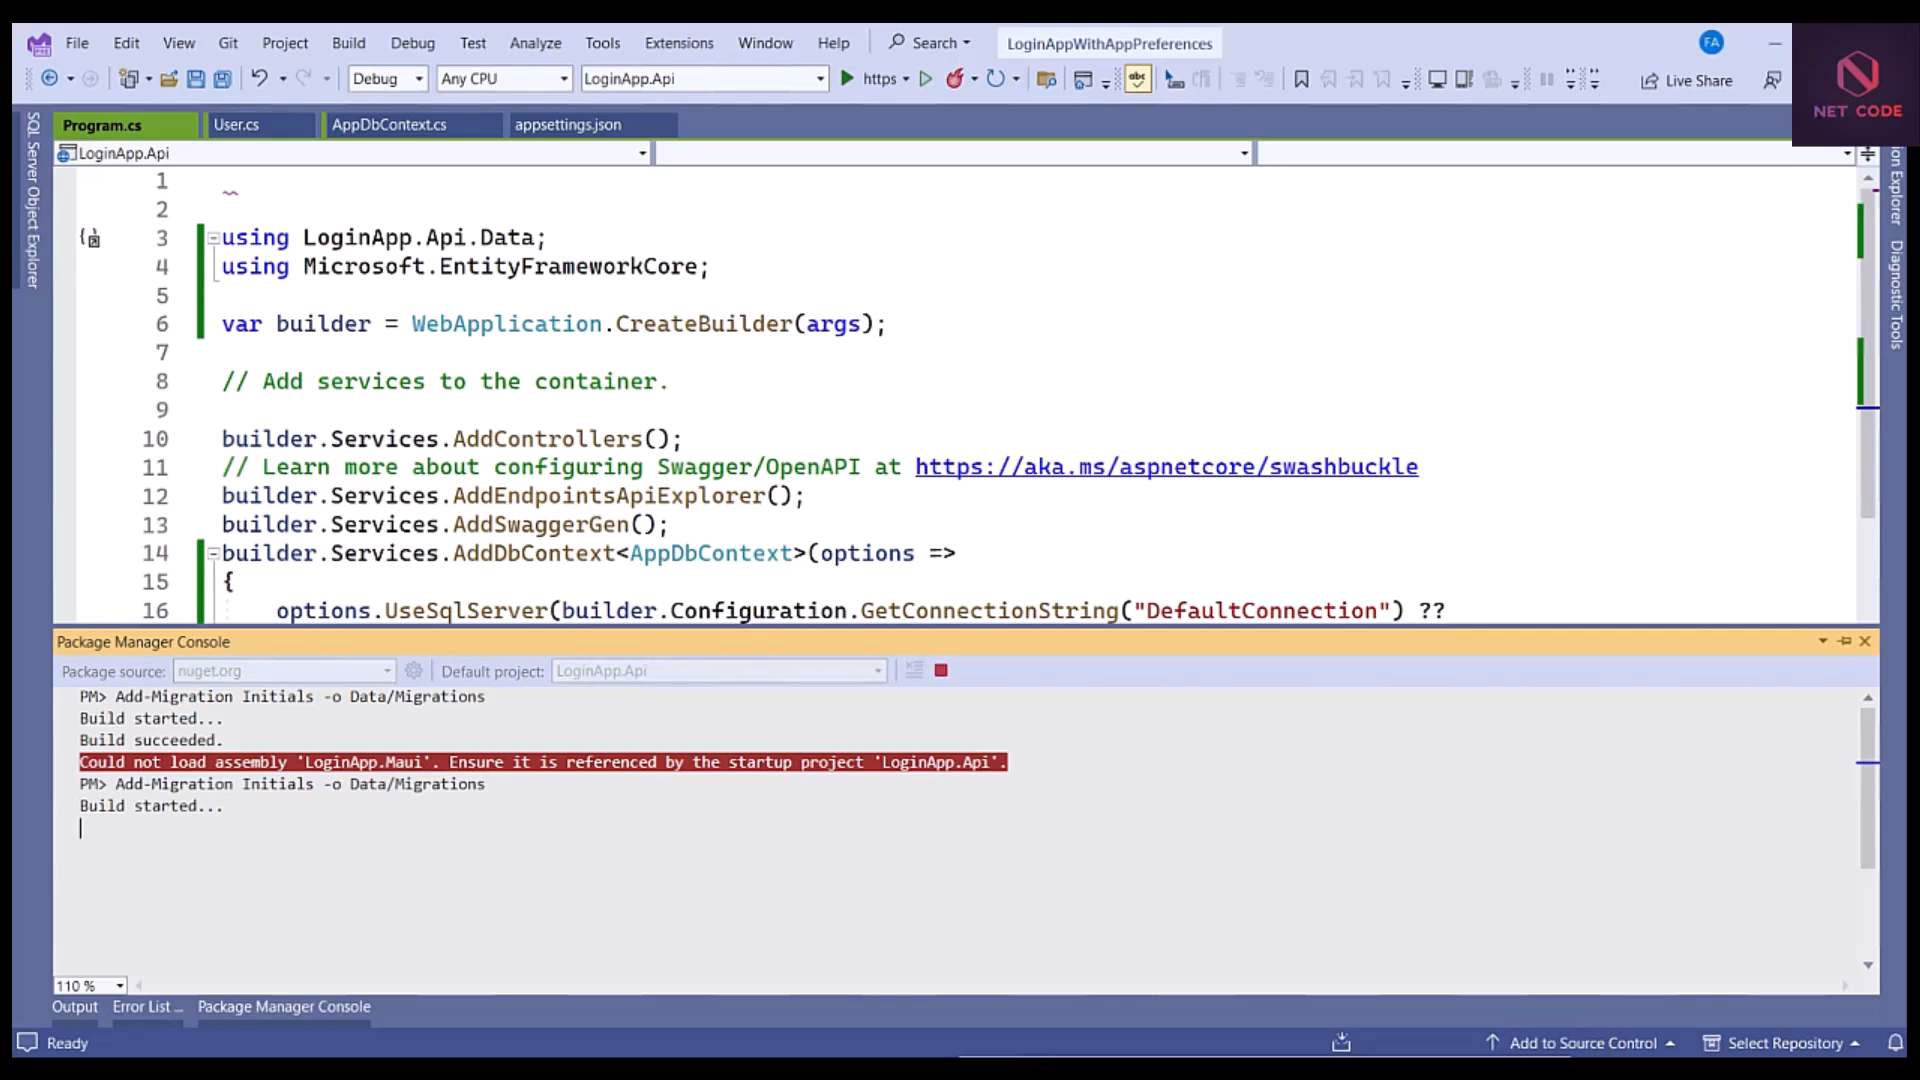 File Edit View Git Project Build Debug Test Analyze Tools Extensions Window Help Search LoginAppWithAppPreferences FA
Debug Any CPU LoginApp.Api https abc Live Share
NET CODE
Program.cs User.cs AppDbContext.cs appsettings.json
LoginApp.Api
SQL Server Object Explorer
ion Explorer
Diagnostic Tools
1
2
3 using LoginApp.Api.Data;
4 using Microsoft.EntityFrameworkCore;
5
6 var builder = WebApplication.CreateBuilder(args);
7
8 // Add services to the container.
9
10 builder.Services.AddControllers();
11 // Learn more about configuring Swagger/OpenAPI at https://aka.ms/aspnetcore/swashbuckle
12 builder.Services.AddEndpointsApiExplorer();
13 builder.Services.AddSwaggerGen();
14 builder.Services.AddDbContext<AppDbContext>(options =>
15 {
16 options.UseSqlServer(builder.Configuration.GetConnectionString("DefaultConnection") ??
Package Manager Console
Package source: nuget.org Default project: LoginApp.Api
PM> Add-Migration Initials -o Data/Migrations
Build started...
Build succeeded.
Could not load assembly 'LoginApp.Maui'. Ensure it is referenced by the startup project 'LoginApp.Api'.
PM> Add-Migration Initials -o Data/Migrations
Build started...
110 %
Output Error List ... Package Manager Console
Ready Add to Source Control Select Repository